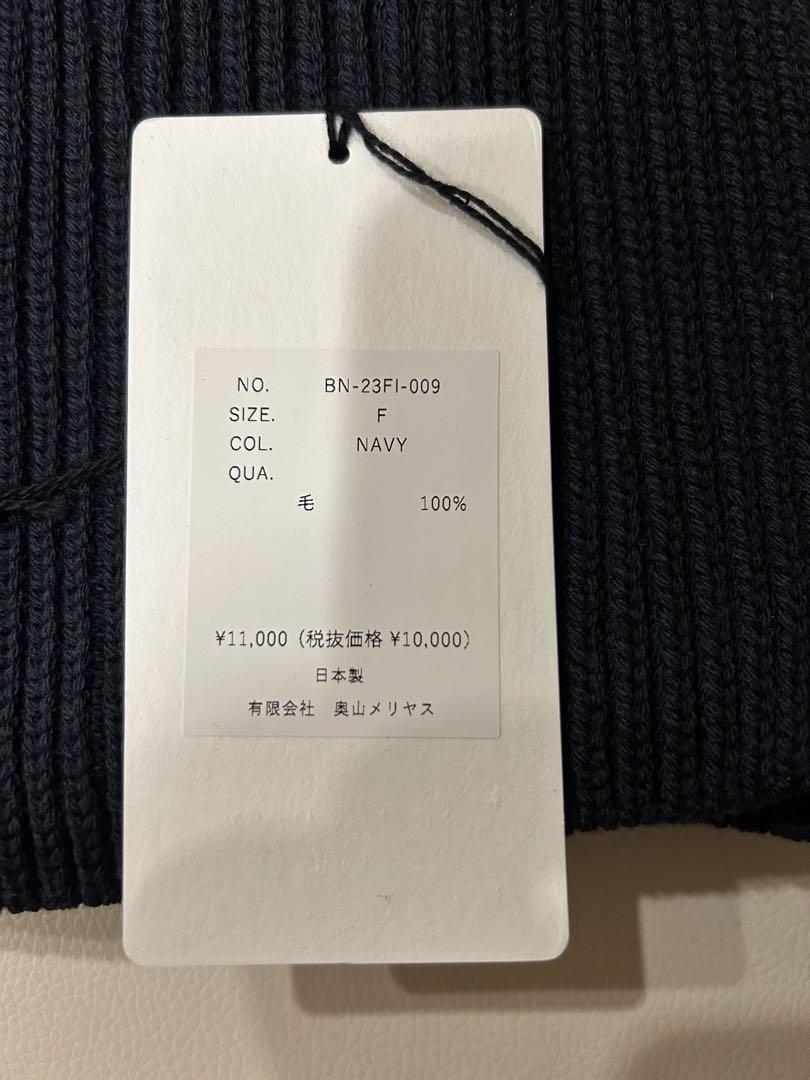 NO. BN-23FI-009
SIZE. F
COL. NAVY
QUA.
毛 100%
¥11,000（税抜価格 ¥10,000）
日本製
有限会社 奥山メリヤス